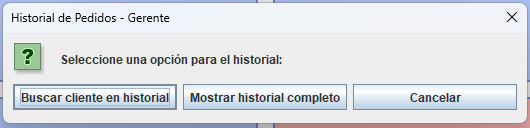 Historial de Pedidos - Gerente
Seleccione una opción para el historial:
Buscar cliente en historial
Mostrar historial completo
Cancelar